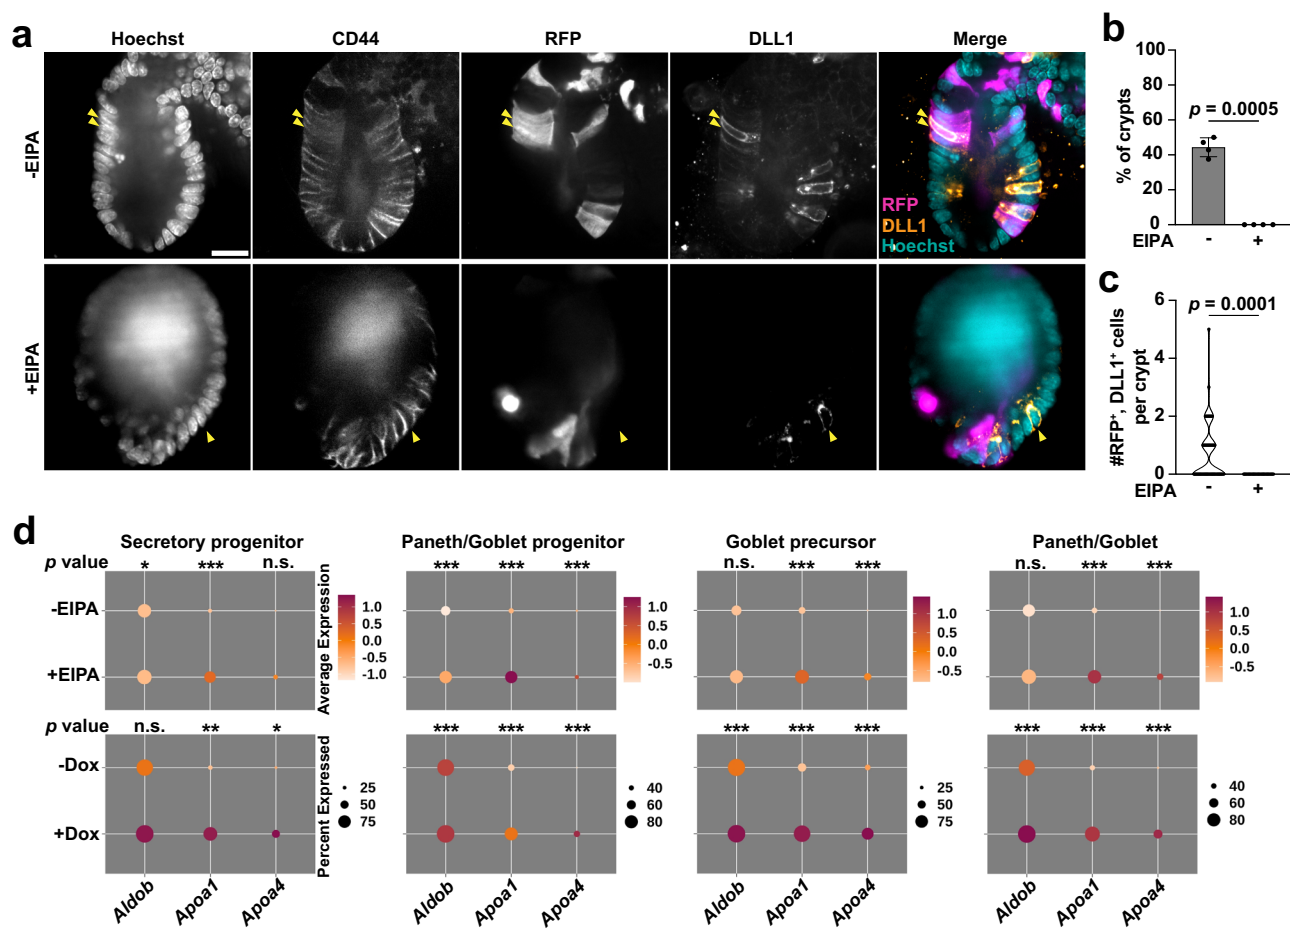 a
Hoechst
CD44
RFP
DLL1
Merge
-EIPA
RFP
DLL1
Hoechst
+EIPA
b
100
80
60
40
20
0
% of crypts
p = 0.0005
EIPA
-
+
c
6
4
2
0
#RFP⁺, DLL1⁺ cells
per crypt
p = 0.0001
EIPA
-
+
d
Secretory progenitor
Paneth/Goblet progenitor
Goblet precursor
Paneth/Goblet
p value
* *** n.s.
*** *** ***
n.s. *** ***
n.s. *** ***
-EIPA
+EIPA
Average Expression
1.0
0.5
0.0
-0.5
-1.0
1.0
0.5
0.0
-0.5
1.0
0.5
0.0
-0.5
1.0
0.5
0.0
-0.5
p value
n.s. ** *
*** *** ***
*** *** ***
*** *** ***
-Dox
+Dox
Percent Expressed
25
50
75
40
60
80
25
50
75
40
60
80
Aldob Apoa1 Apoa4
Aldob Apoa1 Apoa4
Aldob Apoa1 Apoa4
Aldob Apoa1 Apoa4